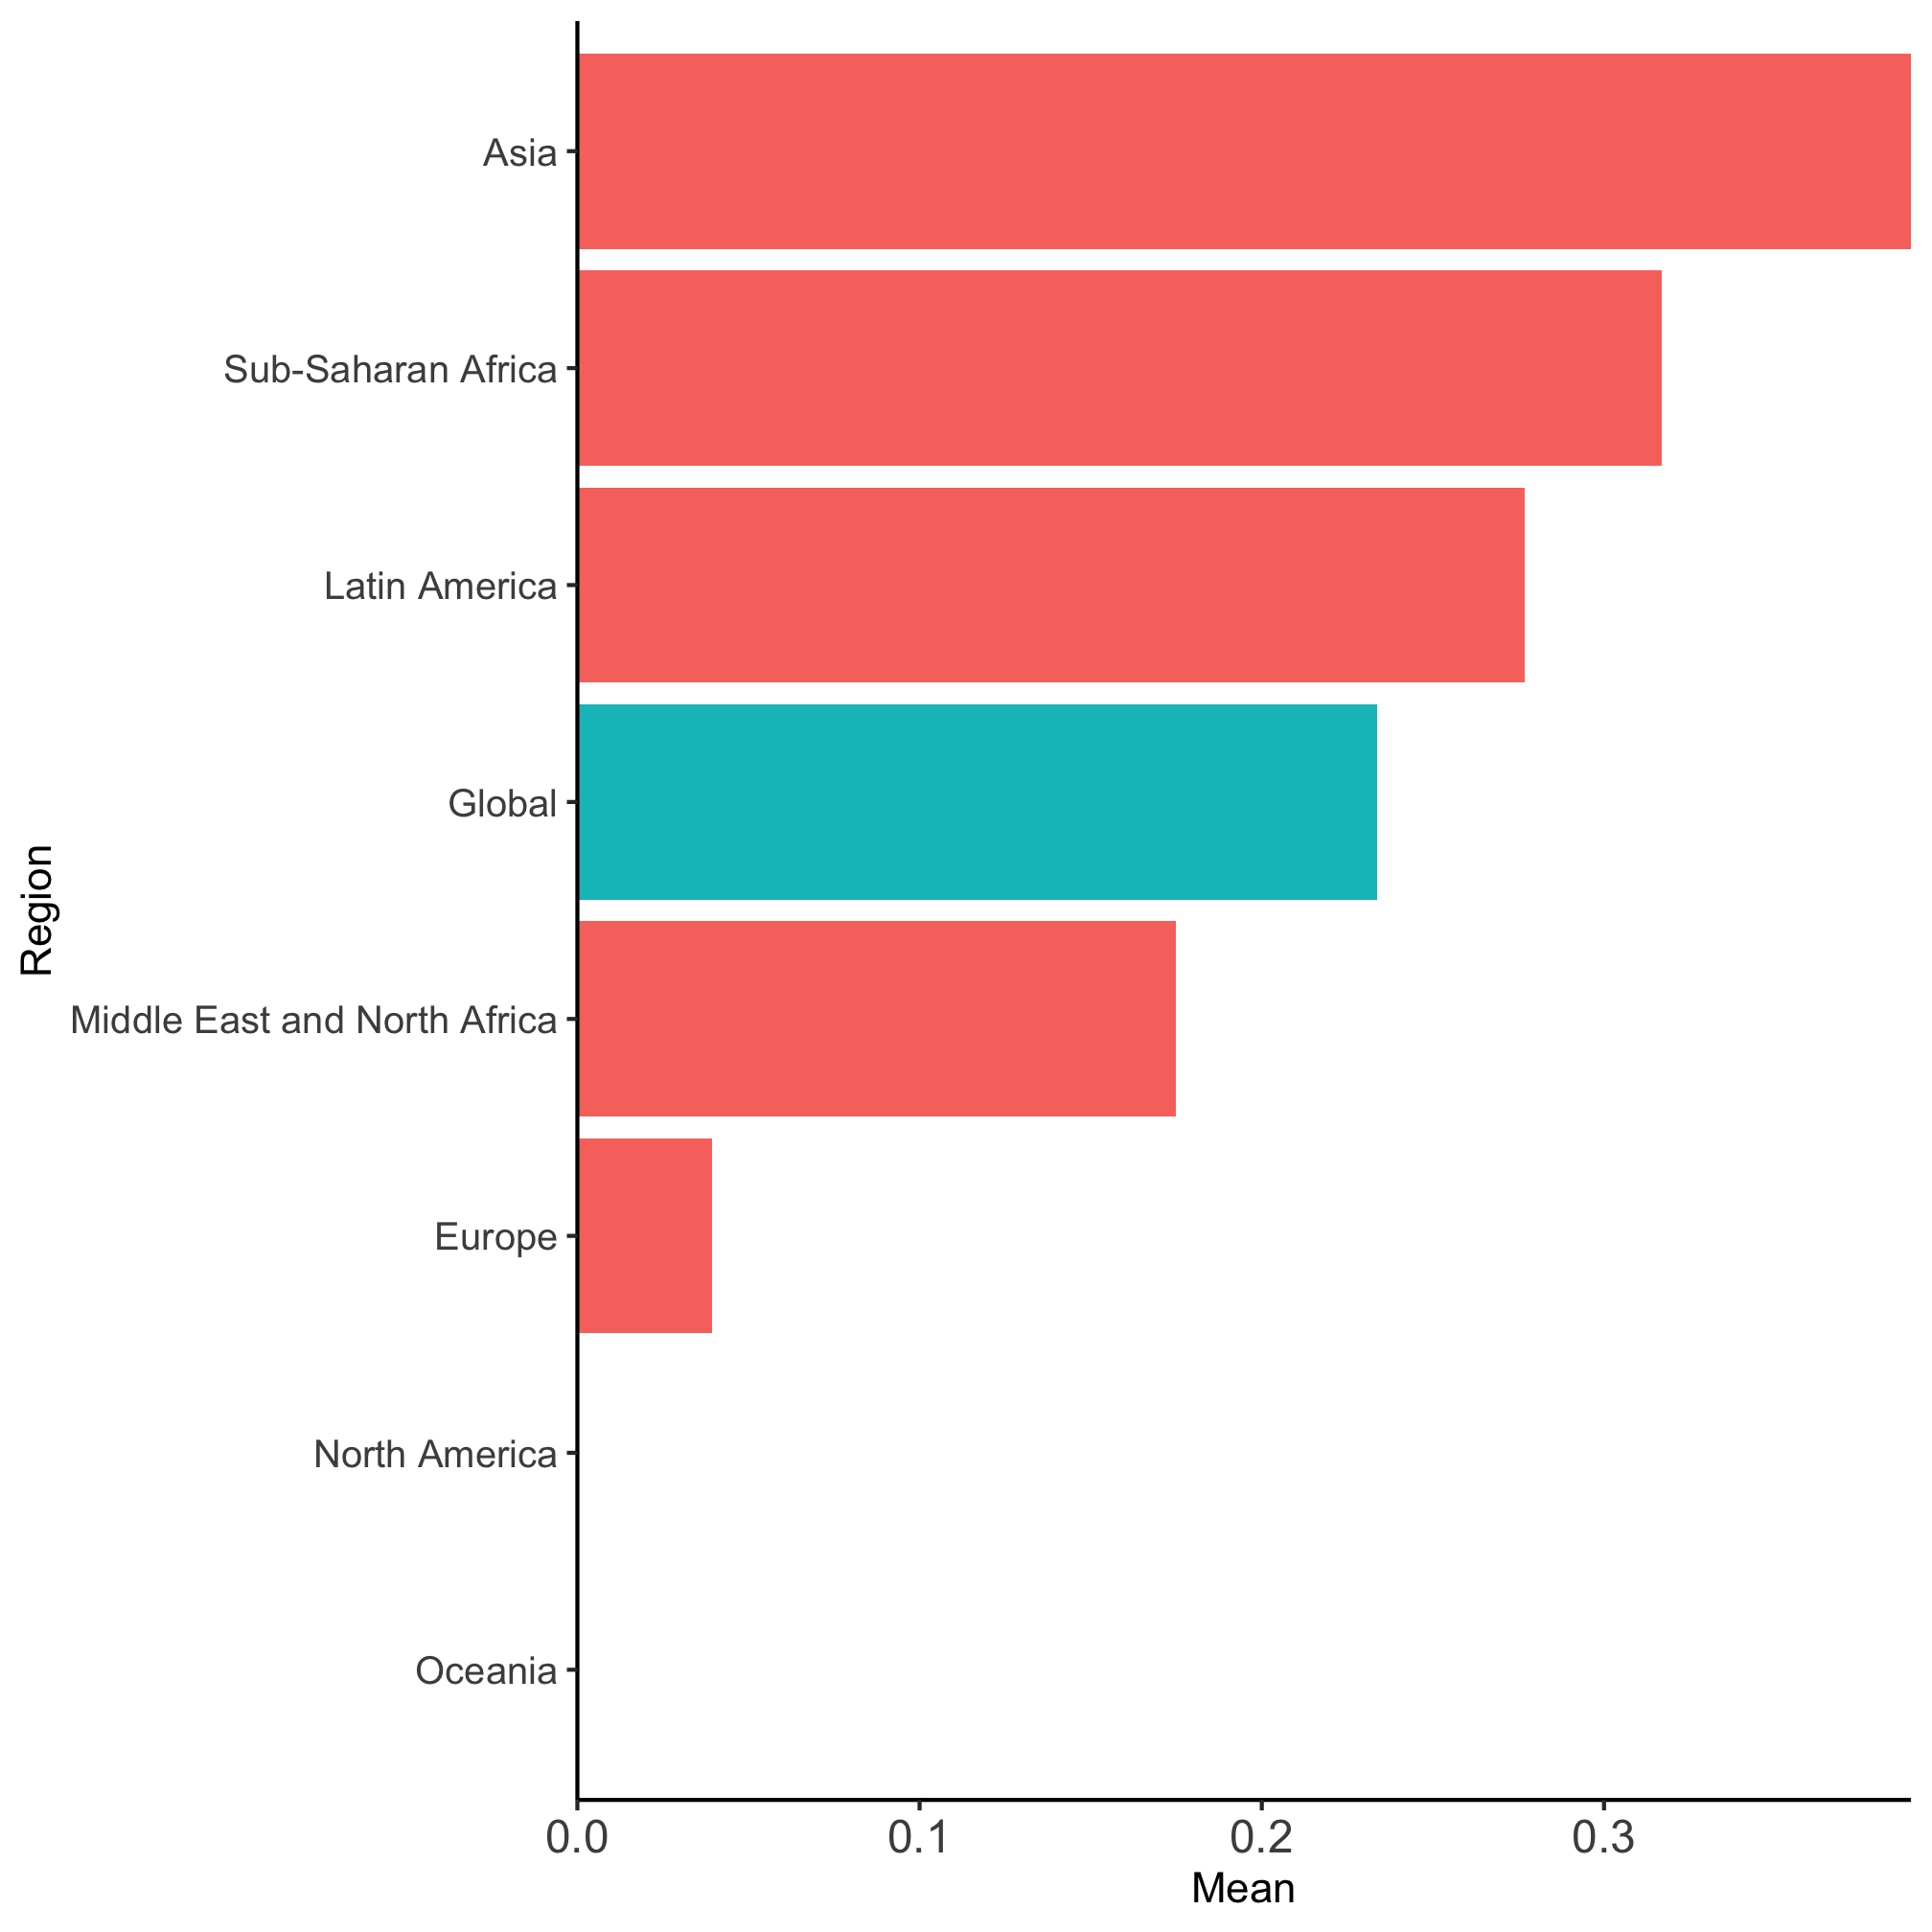 Region
Asia
Sub-Saharan Africa
Latin America
Global
Middle East and North Africa
Europe
North America
Oceania
0.0 0.1 0.2 0.3
Mean